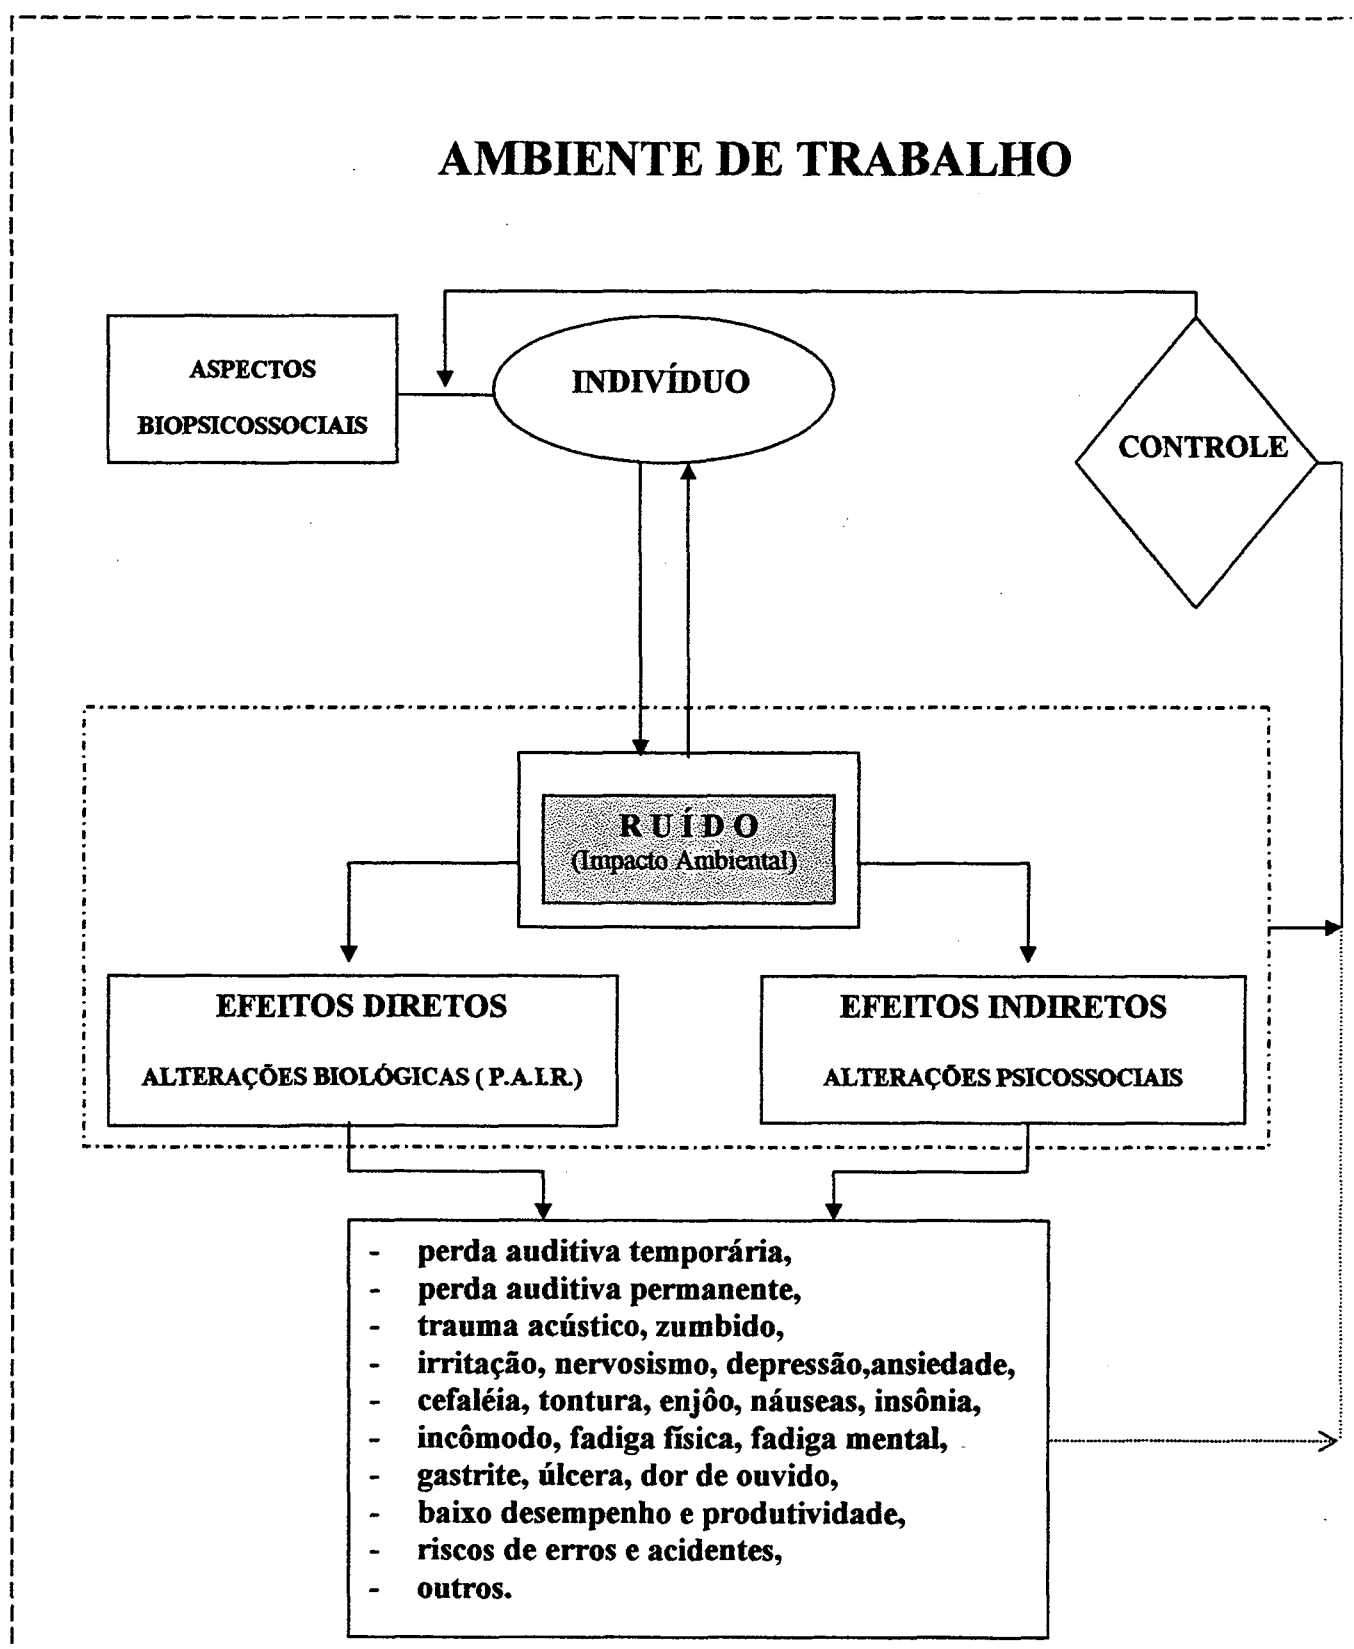 AMBIENTE DE TRABALHO
ASPECTOS
BIOPSICOSSOCIAIS
INDIVÍDUO
CONTROLE
R U Í D O
(Impacto Ambiental)
EFEITOS DIRETOS
ALTERAÇÕES BIOLÓGICAS ( P.A.I.R.)
EFEITOS INDIRETOS
ALTERAÇÕES PSICOSSOCIAIS
- perda auditiva temporária,
- perda auditiva permanente,
- trauma acústico, zumbido,
- irritação, nervosismo, depressão,ansiedade,
- cefaléia, tontura, enjôo, náuseas, insônia,
- incômodo, fadiga física, fadiga mental,
- gastrite, úlcera, dor de ouvido,
- baixo desempenho e produtividade,
- riscos de erros e acidentes,
- outros.